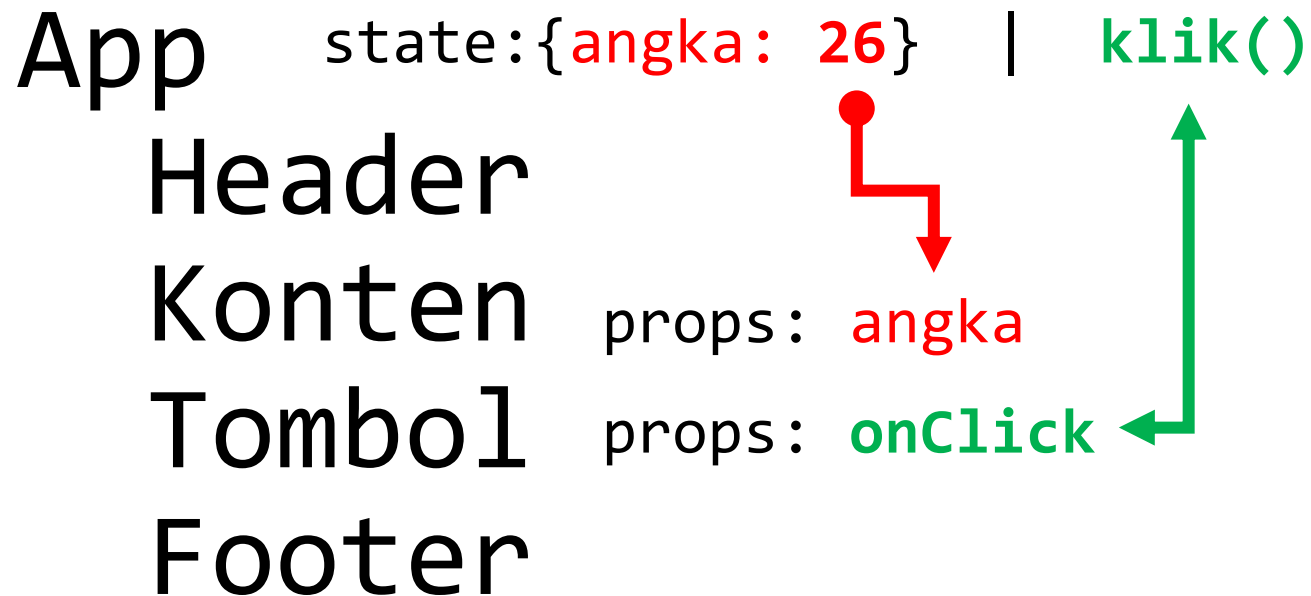 App state:{angka: 26} | klik()
Header
Konten props: angka
Tombol props: onClick
Footer